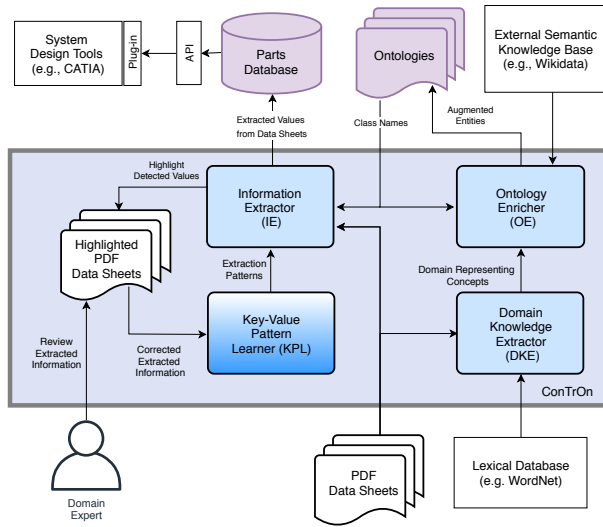 System
Design Tools
(e.g., CATIA)
Plug-in
API
Parts
Database
Ontologies
External Semantic
Knowledge Base
(e.g., Wikidata)
Extracted Values
from Data Sheets
Class Names
Augmented
Entities
Highlight
Detected Values
Information
Extractor
(IE)
Ontology
Enricher
(OE)
Highlighted
PDF
Data Sheets
Extraction
Patterns
Domain Representing
Concepts
Key-Value
Pattern
Learner (KPL)
Domain
Knowledge
Extractor
(DKE)
Review
Extracted
Information
Corrected
Extracted
Information
ConTrOn
Domain
Expert
PDF
Data Sheets
Lexical Database
(e.g. WordNet)